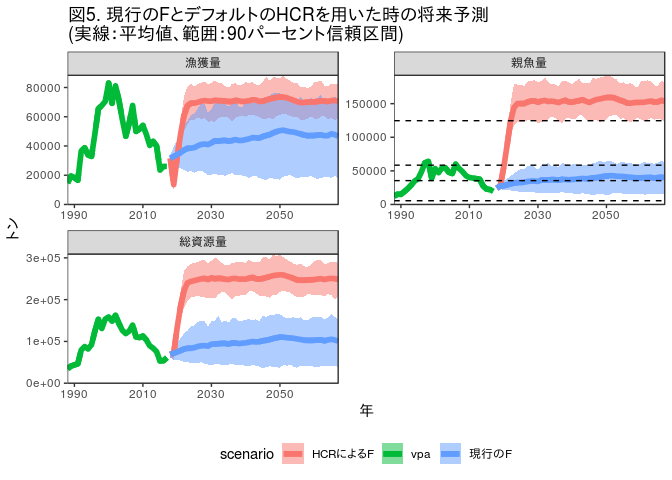 図5. 現行のFとデフォルトのHCRを用いた時の将来予測
(実線：平均値、範囲：90パーセント信頼区間)
漁獲量
親魚量
80000
60000
40000
20000
0
150000
100000
50000
0
1990
2010
2030
2050
1990
2010
2030
2050
トン
総資源量
3e+05
2e+05
1e+05
0e+00
1990
2010
2030
2050
年
scenario
HCRによるF
vpa
現行のF